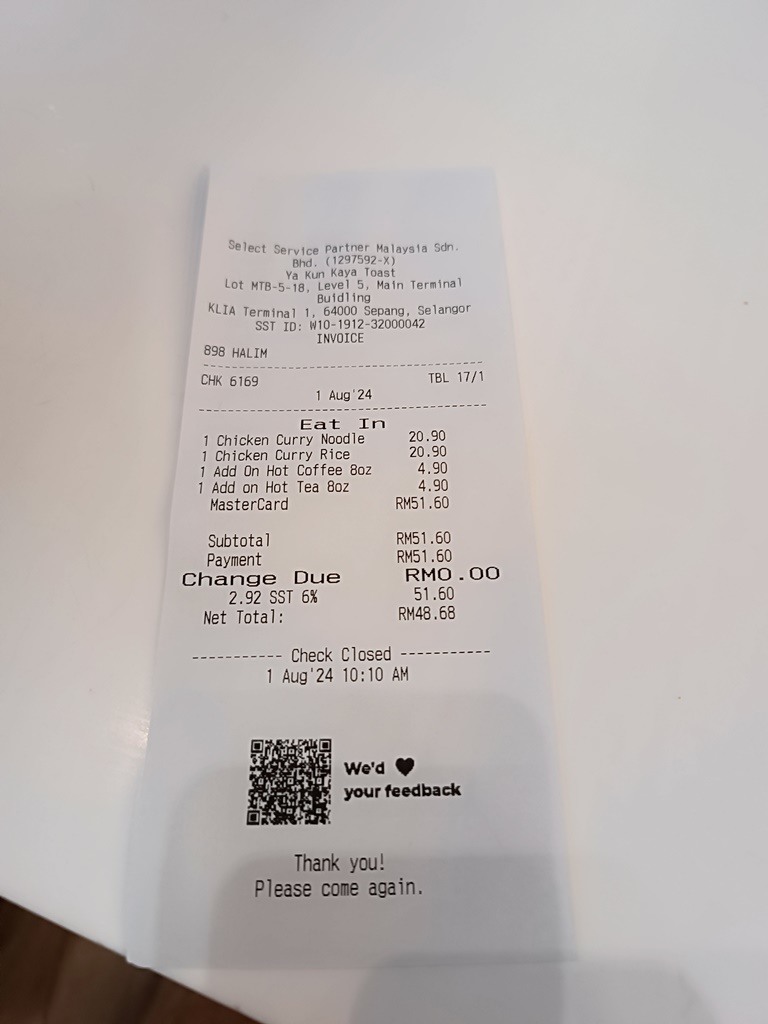 Select Service Partner Malaysia Sdn.
Bhd. (1297592-X)
Ya Kun Kaya Toast
Lot MTB-5-18, Level 5, Main Terminal
Buidling
KLIA Terminal 1, 64000 Sepang, Selangor
SST ID: W10-1912-32000042
INVOICE
898 HALIM
CHK 6169 TBL 17/1
1 Aug'24
Eat In
1 Chicken Curry Noodle 20.90
1 Chicken Curry Rice 20.90
1 Add On Hot Coffee 8oz 4.90
1 Add on Hot Tea 8oz 4.90
MasterCard RM51.60
Subtotal RM51.60
Payment RM51.60
Change Due RM0.00
2.92 SST 6% 51.60
Net Total: RM48.68
----------- Check Closed -----------
1 Aug'24 10:10 AM
We'd ♥
your feedback
Thank you!
Please come again.